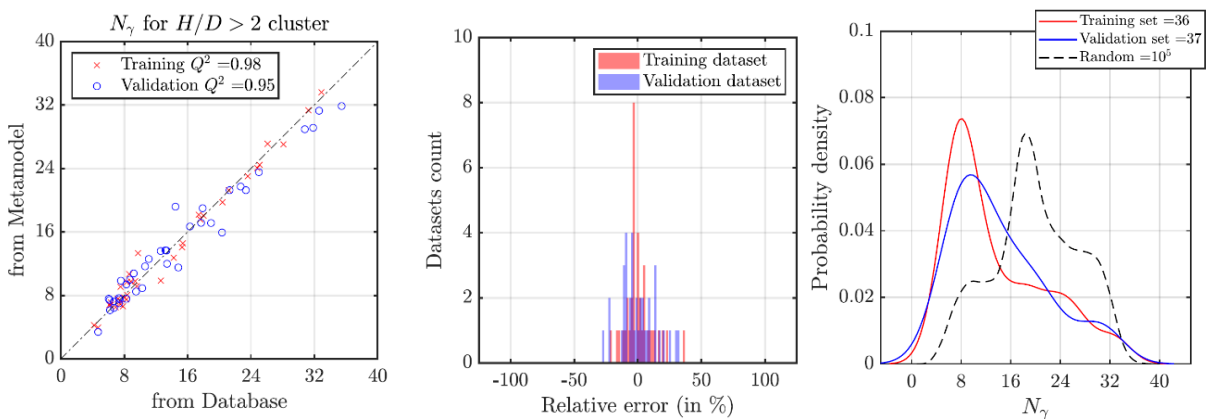 N_γ for H/D > 2 cluster
40
32
24
16
8
0
from Metamodel
× Training Q² =0.98
○ Validation Q² =0.95
0 8 16 24 32 40
from Database
10
8
6
4
2
0
Datasets count
Training dataset
Validation dataset
-100 -50 0 50 100
Relative error (in %)
Training set =36
Validation set =37
Random =10⁵
0.1
0.08
0.06
0.04
0.02
0
Probability density
0 8 16 24 32 40
N_γ